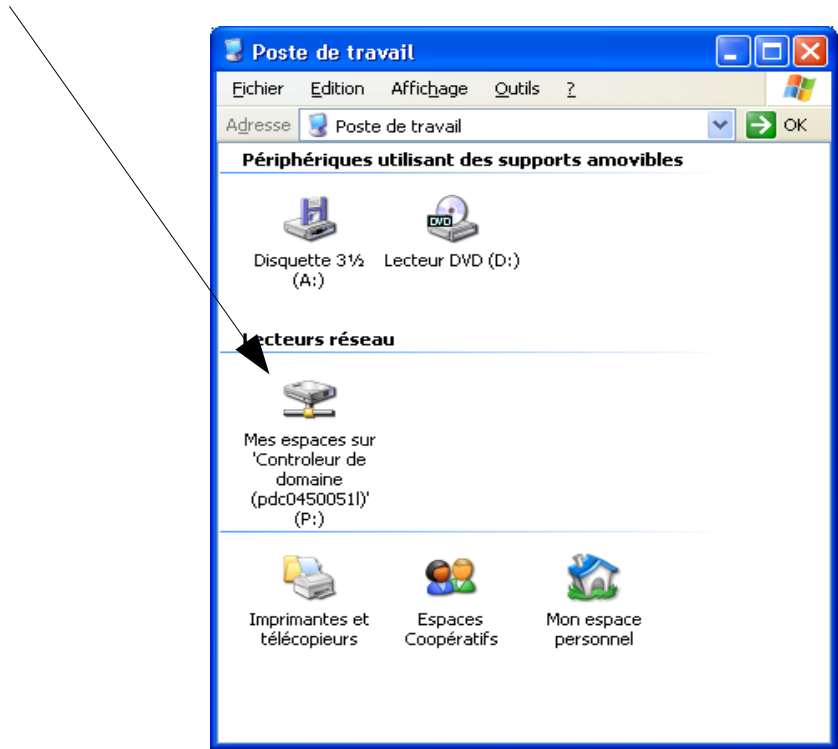 Poste de travail
Fichier Edition Affichage Outils ?
Adresse Poste de travail OK
Périphériques utilisant des supports amovibles
DVD
Disquette 3½ (A:)
Lecteur DVD (D:)
Lecteurs réseau
Mes espaces sur
'Controleur de
domaine
(pdc0450051l)'
(P:)
Imprimantes et
télécopieurs
Espaces
Coopératifs
Mon espace
personnel